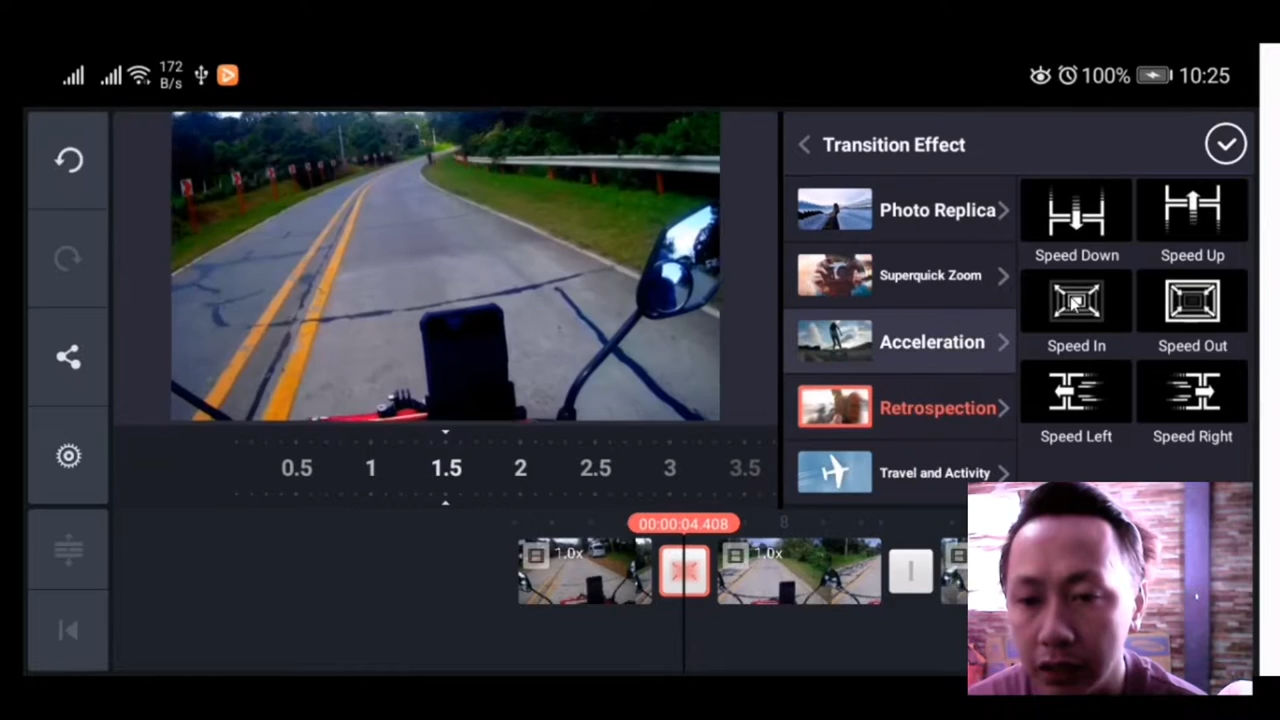 172
B/s
100% 10:25
Transition Effect
Photo Replica
Speed Down Speed Up
Superquick Zoom
Acceleration
Speed In Speed Out
Retrospection
Speed Left Speed Right
Travel and Activity
0.5 1 1.5 2 2.5 3 3.5
00:00:04.408 8
1.0x 1.0x